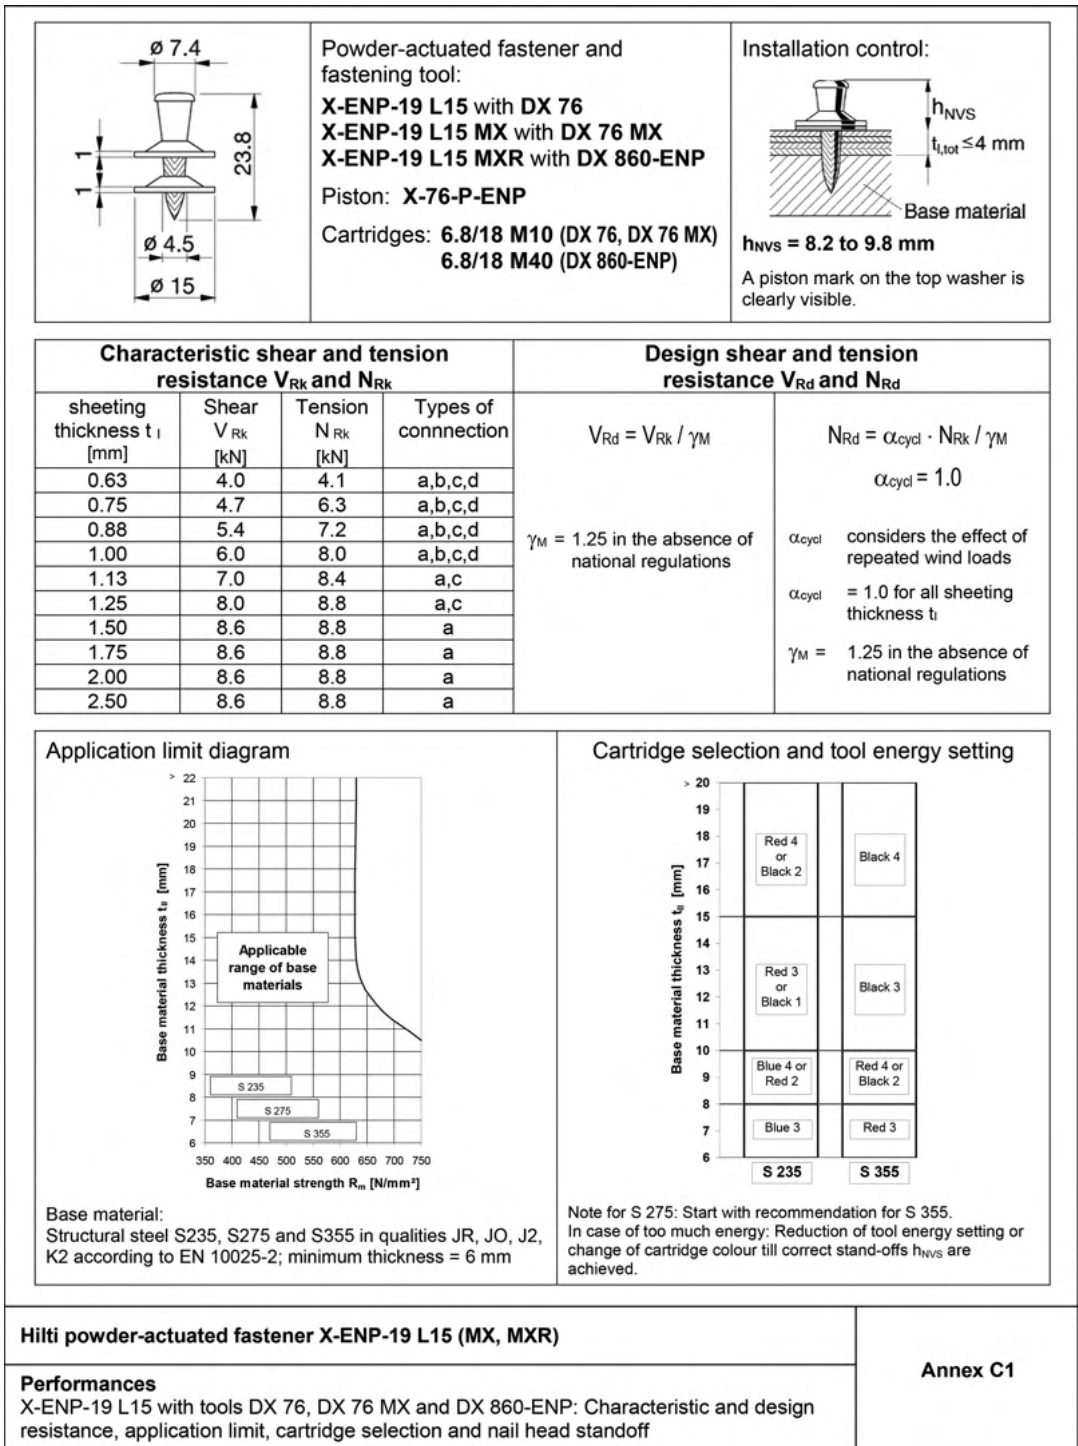 ø 7.4
1
1
23.8
ø 4.5
ø 15
Powder-actuated fastener and
fastening tool:
X-ENP-19 L15 with DX 76
X-ENP-19 L15 MX with DX 76 MX
X-ENP-19 L15 MXR with DX 860-ENP
Piston: X-76-P-ENP
Cartridges: 6.8/18 M10 (DX 76, DX 76 MX)
6.8/18 M40 (DX 860-ENP)
Installation control:
hNVS
tI,tot ≤4 mm
Base material
hNVS = 8.2 to 9.8 mm
A piston mark on the top washer is
clearly visible.
Characteristic shear and tension
resistance VRk and NRk
sheeting Shear Tension Types of
thickness t I V Rk N Rk connnection
[mm] [kN] [kN]
0.63 4.0 4.1 a,b,c,d
0.75 4.7 6.3 a,b,c,d
0.88 5.4 7.2 a,b,c,d
1.00 6.0 8.0 a,b,c,d
1.13 7.0 8.4 a,c
1.25 8.0 8.8 a,c
1.50 8.6 8.8 a
1.75 8.6 8.8 a
2.00 8.6 8.8 a
2.50 8.6 8.8 a
Design shear and tension
resistance VRd and NRd
VRd = VRk / γM
γM = 1.25 in the absence of
national regulations
NRd = αcycl · NRk / γM
αcycl = 1.0
αcycl considers the effect of
repeated wind loads
αcycl = 1.0 for all sheeting
thickness tI
γM = 1.25 in the absence of
national regulations
Application limit diagram
Base material thickness tII [mm]
> 22
21
20
19
18
17
16
15
14
13
12
11
10
9
8
7
6
Applicable
range of base
materials
S 235
S 275
S 355
350 400 450 500 550 600 650 700 750
Base material strength Rm [N/mm²]
Base material:
Structural steel S235, S275 and S355 in qualities JR, JO, J2,
K2 according to EN 10025-2; minimum thickness = 6 mm
Cartridge selection and tool energy setting
Base material thickness tII [mm]
> 20
19
18
17
16
15
14
13
12
11
10
9
8
7
6
Red 4
or
Black 2
Black 4
Red 3
or
Black 1
Black 3
Blue 4 or
Red 2
Red 4 or
Black 2
Blue 3
Red 3
S 235
S 355
Note for S 275: Start with recommendation for S 355.
In case of too much energy: Reduction of tool energy setting or
change of cartridge colour till correct stand-offs hNVS are
achieved.
Hilti powder-actuated fastener X-ENP-19 L15 (MX, MXR)
Performances
X-ENP-19 L15 with tools DX 76, DX 76 MX and DX 860-ENP: Characteristic and design
resistance, application limit, cartridge selection and nail head standoff
Annex C1